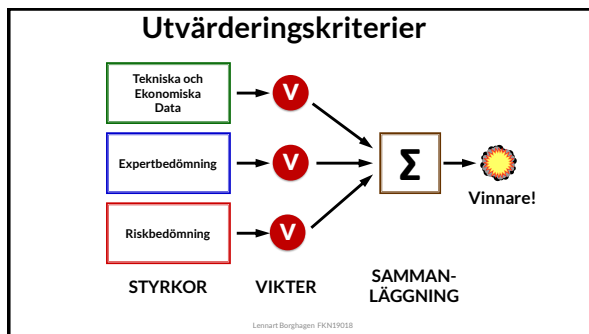 Utvärderingskriterier
Tekniska och
Ekonomiska
Data
V
Expertbedömning
V
Σ
Vinnare!
Riskbedömning
V
STYRKOR
VIKTER
SAMMAN-
LÄGGNING
Lennart Borghagen FKN19018